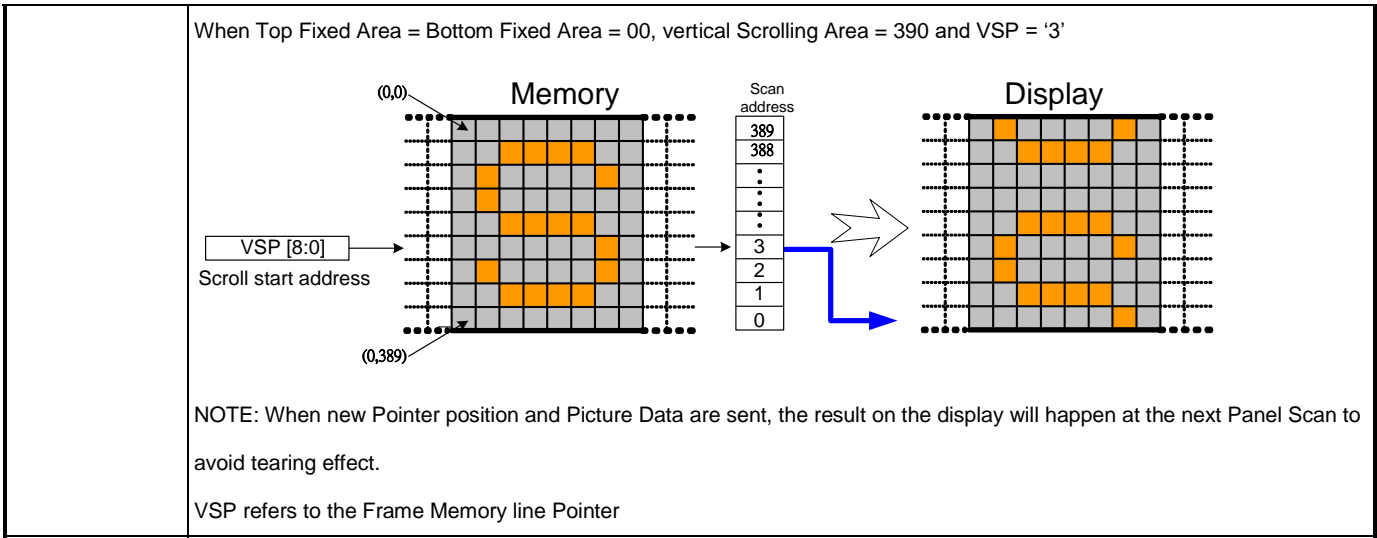 When Top Fixed Area = Bottom Fixed Area = 00, vertical Scrolling Area = 390 and VSP = ‘3’
(0,0)
Memory
Scan
address
Display
389
388
VSP [8:0]
Scroll start address
3
2
1
0
(0,389)
NOTE: When new Pointer position and Picture Data are sent, the result on the display will happen at the next Panel Scan to
avoid tearing effect.
VSP refers to the Frame Memory line Pointer